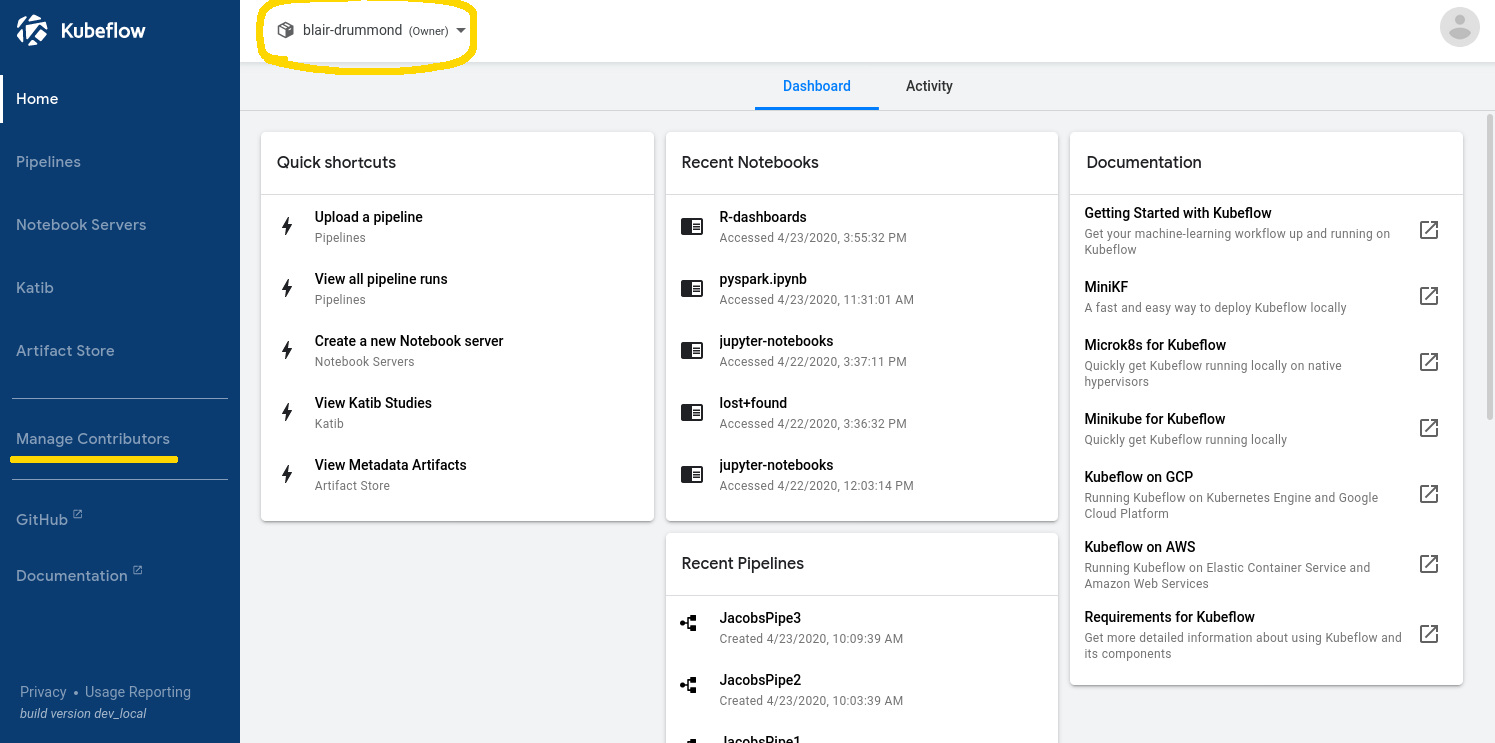 Kubeflow
Home
Pipelines
Notebook Servers
Katib
Artifact Store
Manage Contributors
GitHub
Documentation
Privacy • Usage Reporting
build version dev_local
blair-drummond (Owner)
Dashboard Activity
Quick shortcuts
Upload a pipeline
Pipelines
View all pipeline runs
Pipelines
Create a new Notebook server
Notebook Servers
View Katib Studies
Katib
View Metadata Artifacts
Artifact Store
Recent Notebooks
R-dashboards
Accessed 4/23/2020, 3:55:32 PM
pyspark.ipynb
Accessed 4/23/2020, 11:31:01 AM
jupyter-notebooks
Accessed 4/22/2020, 3:37:11 PM
lost+found
Accessed 4/22/2020, 3:36:32 PM
jupyter-notebooks
Accessed 4/22/2020, 12:03:14 PM
Recent Pipelines
JacobsPipe3
Created 4/23/2020, 10:09:39 AM
JacobsPipe2
Created 4/23/2020, 10:03:39 AM
JacobsPipe1
Documentation
Getting Started with Kubeflow
Get your machine-learning workflow up and running on
Kubeflow
MiniKF
A fast and easy way to deploy Kubeflow locally
Microk8s for Kubeflow
Quickly get Kubeflow running locally on native
hypervisors
Minikube for Kubeflow
Quickly get Kubeflow running locally
Kubeflow on GCP
Running Kubeflow on Kubernetes Engine and Google
Cloud Platform
Kubeflow on AWS
Running Kubeflow on Elastic Container Service and
Amazon Web Services
Requirements for Kubeflow
Get more detailed information about using Kubeflow and
its components